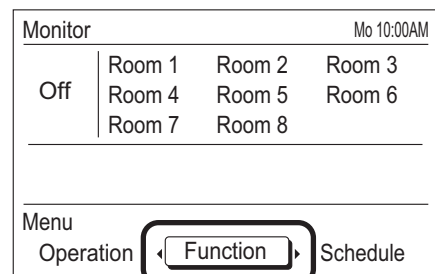 Monitor Mo 10:00AM
Room 1 Room 2 Room 3
Off Room 4 Room 5 Room 6
Room 7 Room 8
Menu
Operation Function Schedule